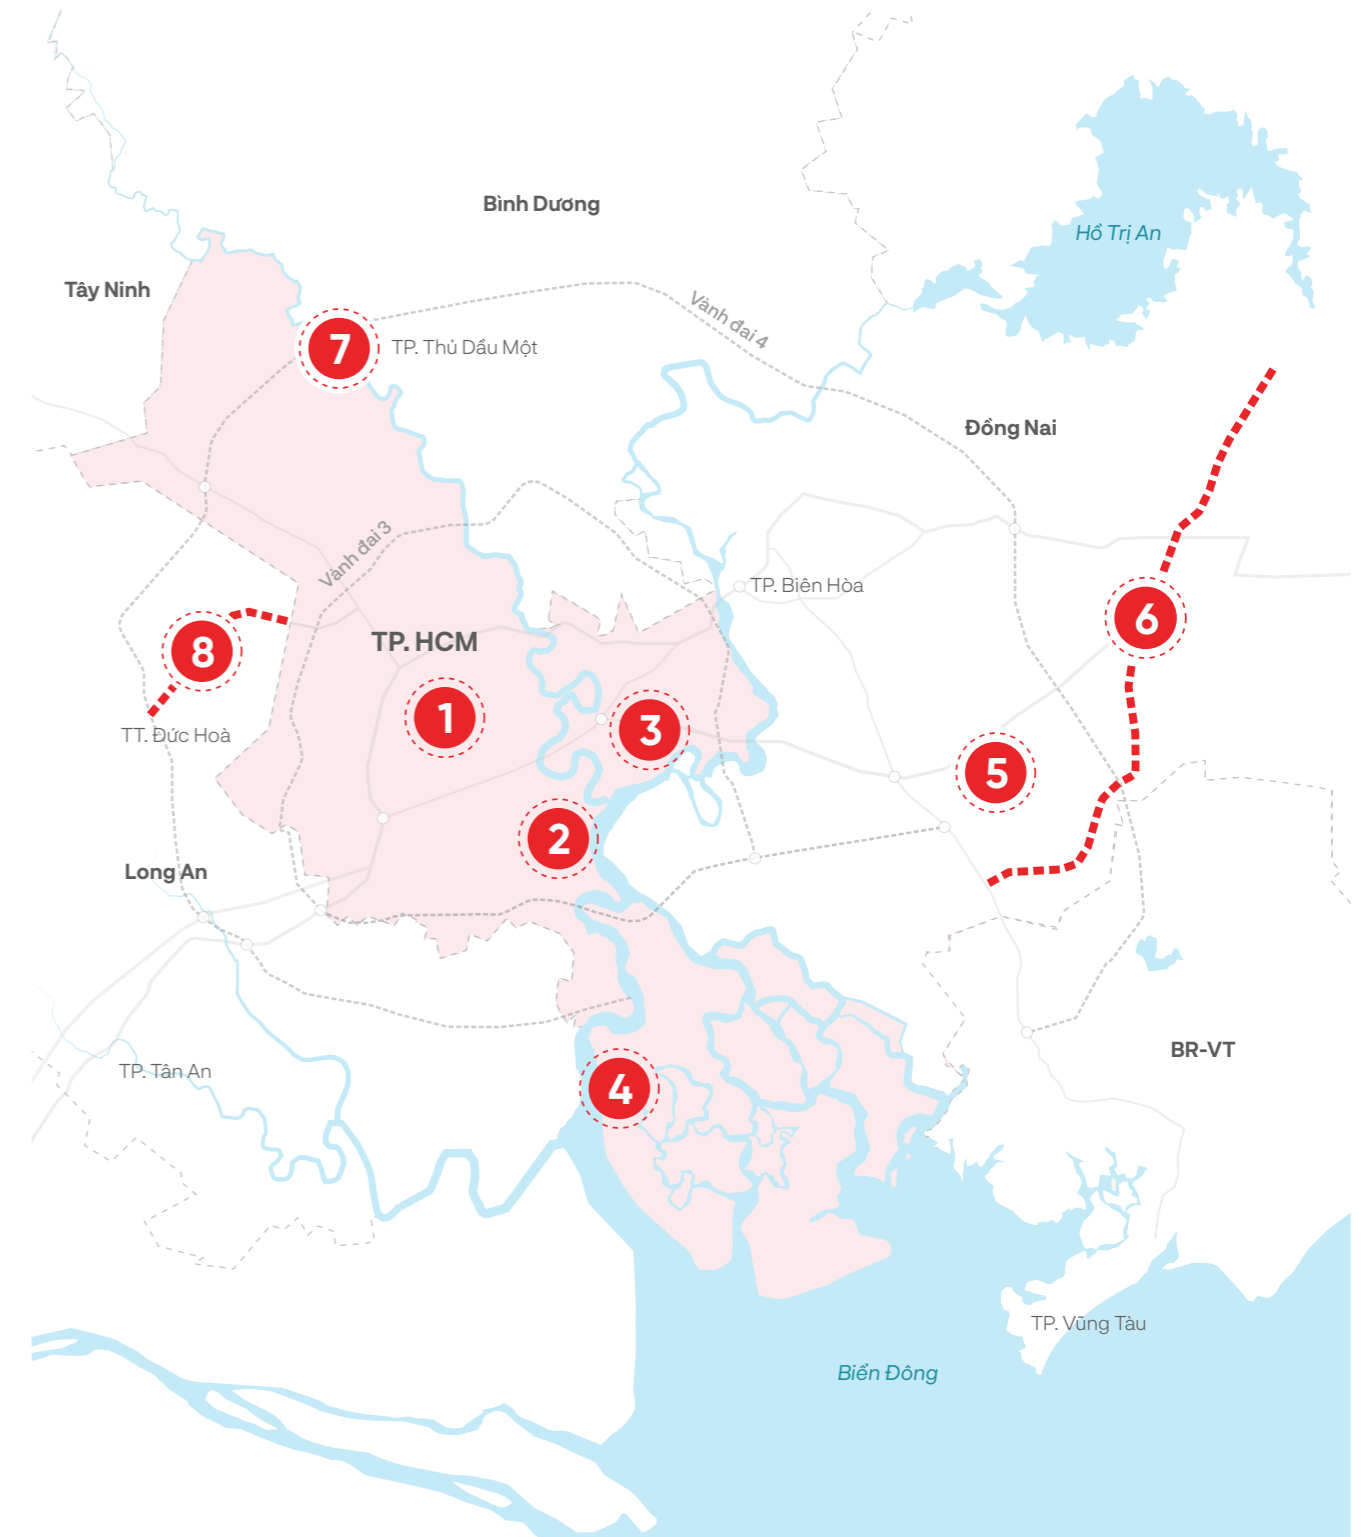 Bình Dương
Hồ Trị An
Tây Ninh
Vành đai 4
7
TP. Thủ Dầu Một
Đồng Nai
Vành đai 3
TP. Biên Hòa
6
TP. HCM
8
1
3
TT. Đức Hoà
5
2
Long An
BR-VT
TP. Tân An
4
TP. Vũng Tàu
Biển Đông